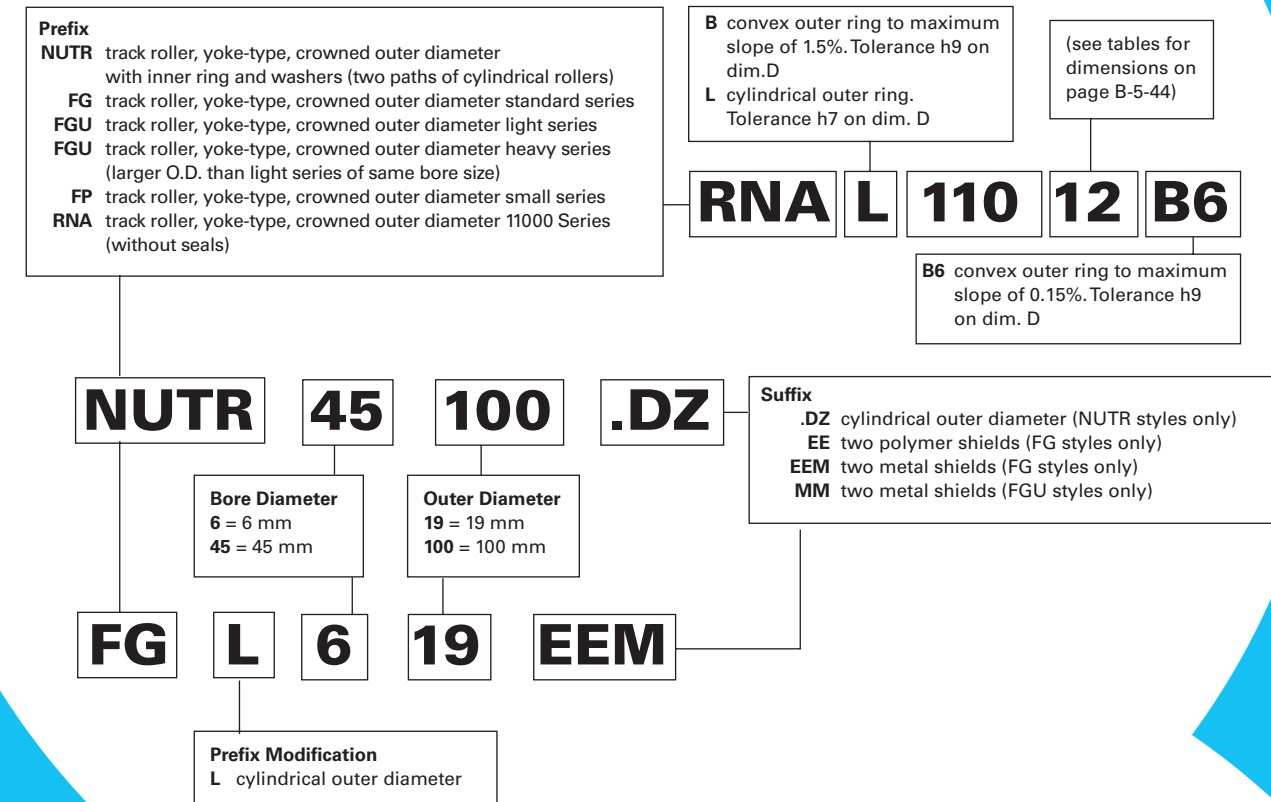 Prefix
NUTR track roller, yoke-type, crowned outer diameter
with inner ring and washers (two paths of cylindrical rollers)
FG track roller, yoke-type, crowned outer diameter standard series
FGU track roller, yoke-type, crowned outer diameter light series
FGU track roller, yoke-type, crowned outer diameter heavy series
(larger O.D. than light series of same bore size)
FP track roller, yoke-type, crowned outer diameter small series
RNA track roller, yoke-type, crowned outer diameter 11000 Series
(without seals)
B convex outer ring to maximum
slope of 1.5%. Tolerance h9 on
dim.D
L cylindrical outer ring.
Tolerance h7 on dim. D
(see tables for
dimensions on
page B-5-44)
RNA L 110 12 B6
B6 convex outer ring to maximum
slope of 0.15%. Tolerance h9
on dim. D
NUTR 45 100 .DZ
Suffix
.DZ cylindrical outer diameter (NUTR styles only)
EE two polymer shields (FG styles only)
EEM two metal shields (FG styles only)
MM two metal shields (FGU styles only)
Bore Diameter
6 = 6 mm
45 = 45 mm
Outer Diameter
19 = 19 mm
100 = 100 mm
FG L 6 19 EEM
Prefix Modification
L cylindrical outer diameter